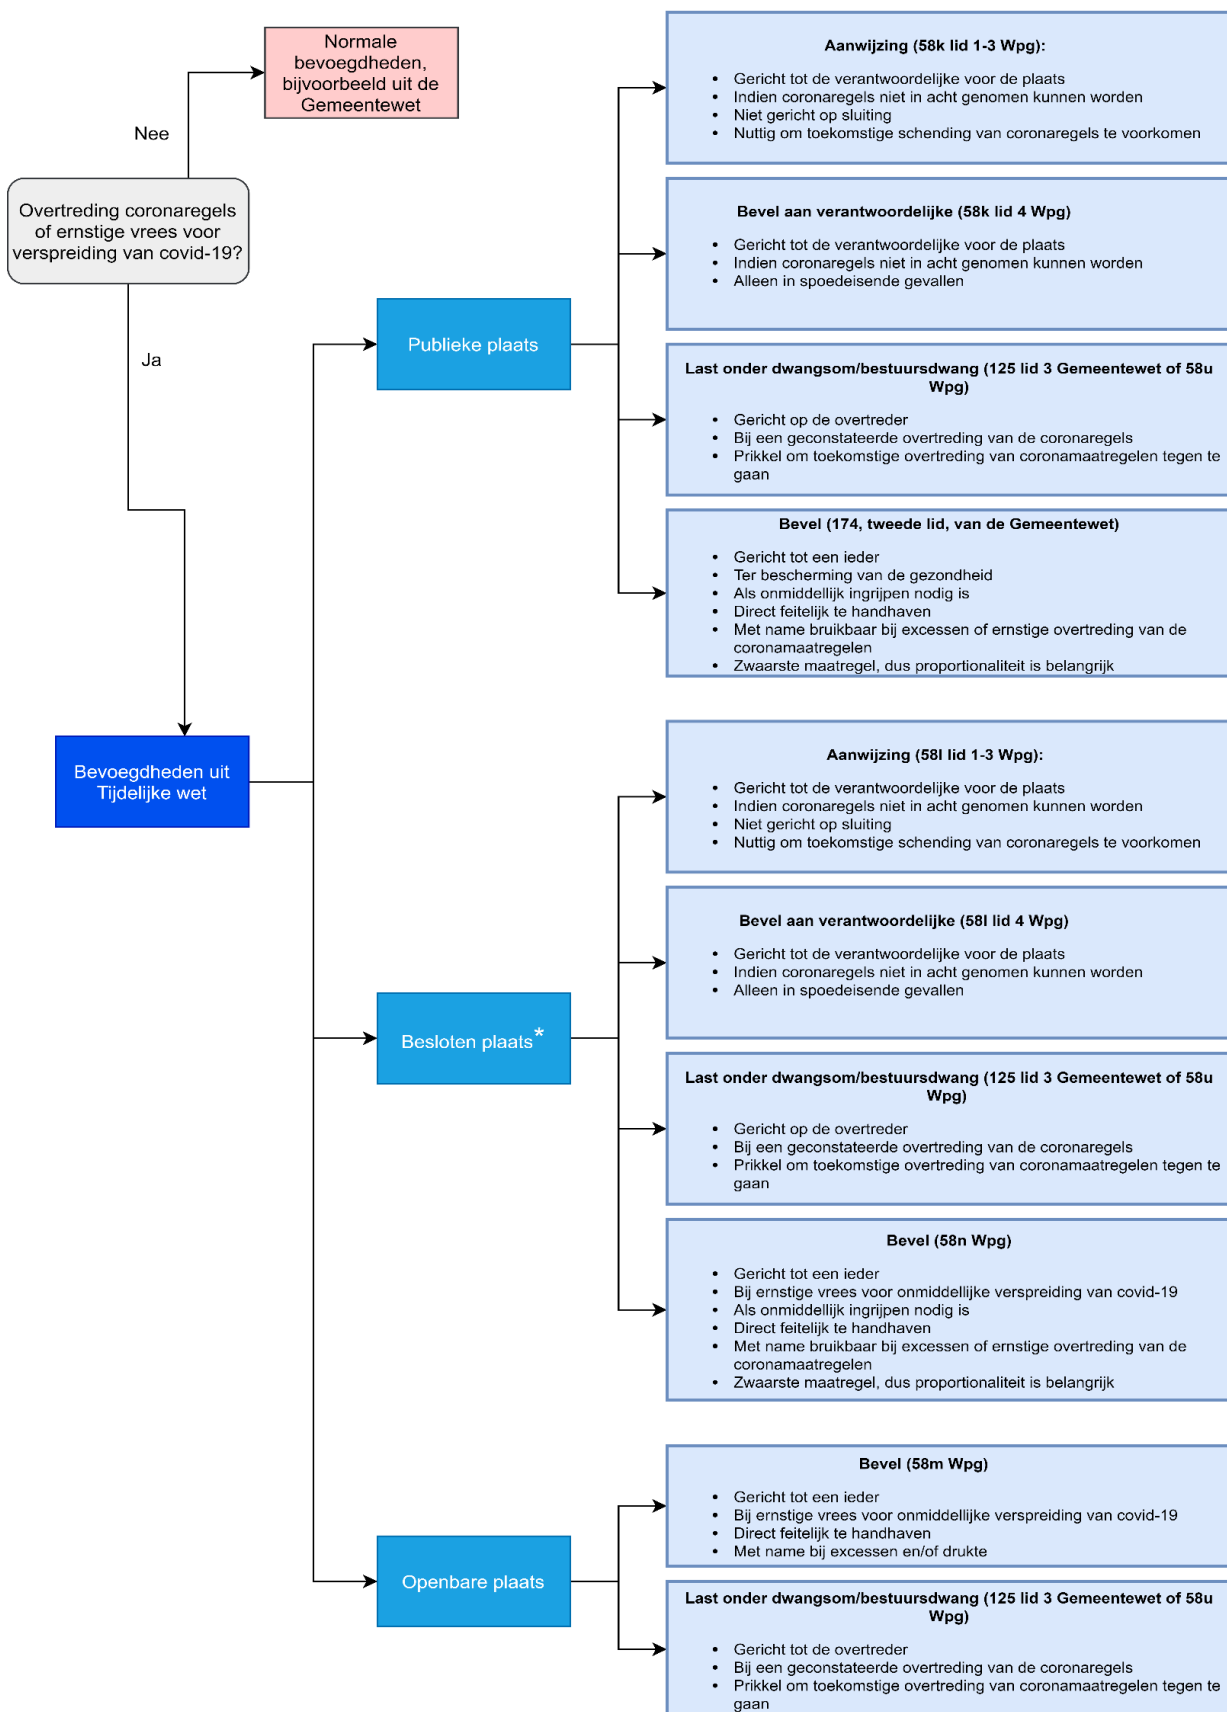 Normale
bevoegdheden,
bijvoorbeeld uit de
Gemeentewet
Nee
Overtreding coronaregels
of ernstige vrees voor
verspreiding van covid-19?
Ja
Bevoegdheden uit
Tijdelijke wet
Publieke plaats
Aanwijzing (58k lid 1-3 Wpg):
• Gericht tot de verantwoordelijke voor de plaats
• Indien coronaregels niet in acht genomen kunnen worden
• Niet gericht op sluiting
• Nuttig om toekomstige schending van coronaregels te voorkomen
Bevel aan verantwoordelijke (58k lid 4 Wpg)
• Gericht tot de verantwoordelijke voor de plaats
• Indien coronaregels niet in acht genomen kunnen worden
• Alleen in spoedeisende gevallen
Last onder dwangsom/bestuursdwang (125 lid 3 Gemeentewet of 58u
Wpg)
• Gericht op de overtreder
• Bij een geconstateerde overtreding van de coronaregels
• Prikkel om toekomstige overtreding van coronamaatregelen tegen te
gaan
Bevel (174, tweede lid, van de Gemeentewet)
• Gericht tot een ieder
• Ter bescherming van de gezondheid
• Als onmiddellijk ingrijpen nodig is
• Direct feitelijk te handhaven
• Met name bruikbaar bij excessen of ernstige overtreding van de
coronamaatregelen
• Zwaarste maatregel, dus proportionaliteit is belangrijk
Besloten plaats*
Aanwijzing (58l lid 1-3 Wpg):
• Gericht tot de verantwoordelijke voor de plaats
• Indien coronaregels niet in acht genomen kunnen worden
• Niet gericht op sluiting
• Nuttig om toekomstige schending van coronaregels te voorkomen
Bevel aan verantwoordelijke (58l lid 4 Wpg)
• Gericht tot de verantwoordelijke voor de plaats
• Indien coronaregels niet in acht genomen kunnen worden
• Alleen in spoedeisende gevallen
Last onder dwangsom/bestuursdwang (125 lid 3 Gemeentewet of 58u
Wpg)
• Gericht op de overtreder
• Bij een geconstateerde overtreding van de coronaregels
• Prikkel om toekomstige overtreding van coronamaatregelen tegen te
gaan
Bevel (58n Wpg)
• Gericht tot een ieder
• Bij ernstige vrees voor onmiddellijke verspreiding van covid-19
• Als onmiddellijk ingrijpen nodig is
• Direct feitelijk te handhaven
• Met name bruikbaar bij excessen of ernstige overtreding van de
coronamaatregelen
• Zwaarste maatregel, dus proportionaliteit is belangrijk
Openbare plaats
Bevel (58m Wpg)
• Gericht tot een ieder
• Bij ernstige vrees voor onmiddellijke verspreiding van covid-19
• Direct feitelijk te handhaven
• Met name bij excessen en/of drukte
Last onder dwangsom/bestuursdwang (125 lid 3 Gemeentewet of 58u
Wpg)
• Gericht tot de overtreder
• Bij een geconstateerde overtreding van de coronaregels
• Prikkel om toekomstige overtreding van coronamaatregelen tegen te
gaan